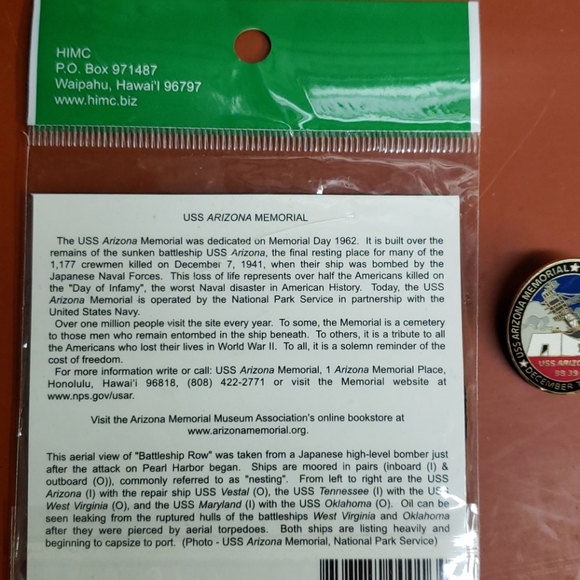 HIMC
P.O. Box 971487
Waipahu, Hawai'I 96797
www.himc.biz
USS ARIZONA MEMORIAL
The USS Arizona Memorial was dedicated on Memorial Day 1962. It is built over the
remains of the sunken battleship USS Arizona, the final resting place for many of the
1,177 crewmen killed on December 7, 1941, when their ship was bombed by the
Japanese Naval Forces. This loss of life represents over half the Americans killed on
the "Day of Infamy", the worst Naval disaster in American History. Today, the USS
Arizona Memorial is operated by the National Park Service in partnership with the
United States Navy.
Over one million people visit the site every year. To some, the Memorial is a cemetery
to those men who remain entombed in the ship beneath. To others, it is a tribute to all
the Americans who lost their lives in World War II. To all, it is a solemn reminder of the
cost of freedom.
For more information write or call: USS Arizona Memorial, 1 Arizona Memorial Place,
Honolulu, Hawai'i 96818, (808) 422-2771 or visit the Memorial website at
www.nps.gov/usar.
Visit the Arizona Memorial Museum Association's online bookstore at
www.arizonamemorial.org.
This aerial view of "Battleship Row" was taken from a Japanese high-level bomber just
after the attack on Pearl Harbor began. Ships are moored in pairs (inboard (I) &
outboard (O)), commonly referred to as "nesting". From left to right are the USS
Arizona (I) with the repair ship USS Vestal (O), the USS Tennessee (I) with the USS
West Virginia (O), and the USS Maryland (I) with the USS Oklahoma (O). Oil can be
seen leaking from the ruptured hulls of the battleships West Virginia and Oklahoma
after they were pierced by aerial torpedoes. Both ships are listing heavily and
beginning to capsize to port. (Photo - USS Arizona Memorial, National Park Service)
USS ARIZONA MEMORIAL
USS ARIZO
BB 39
DECEMBER